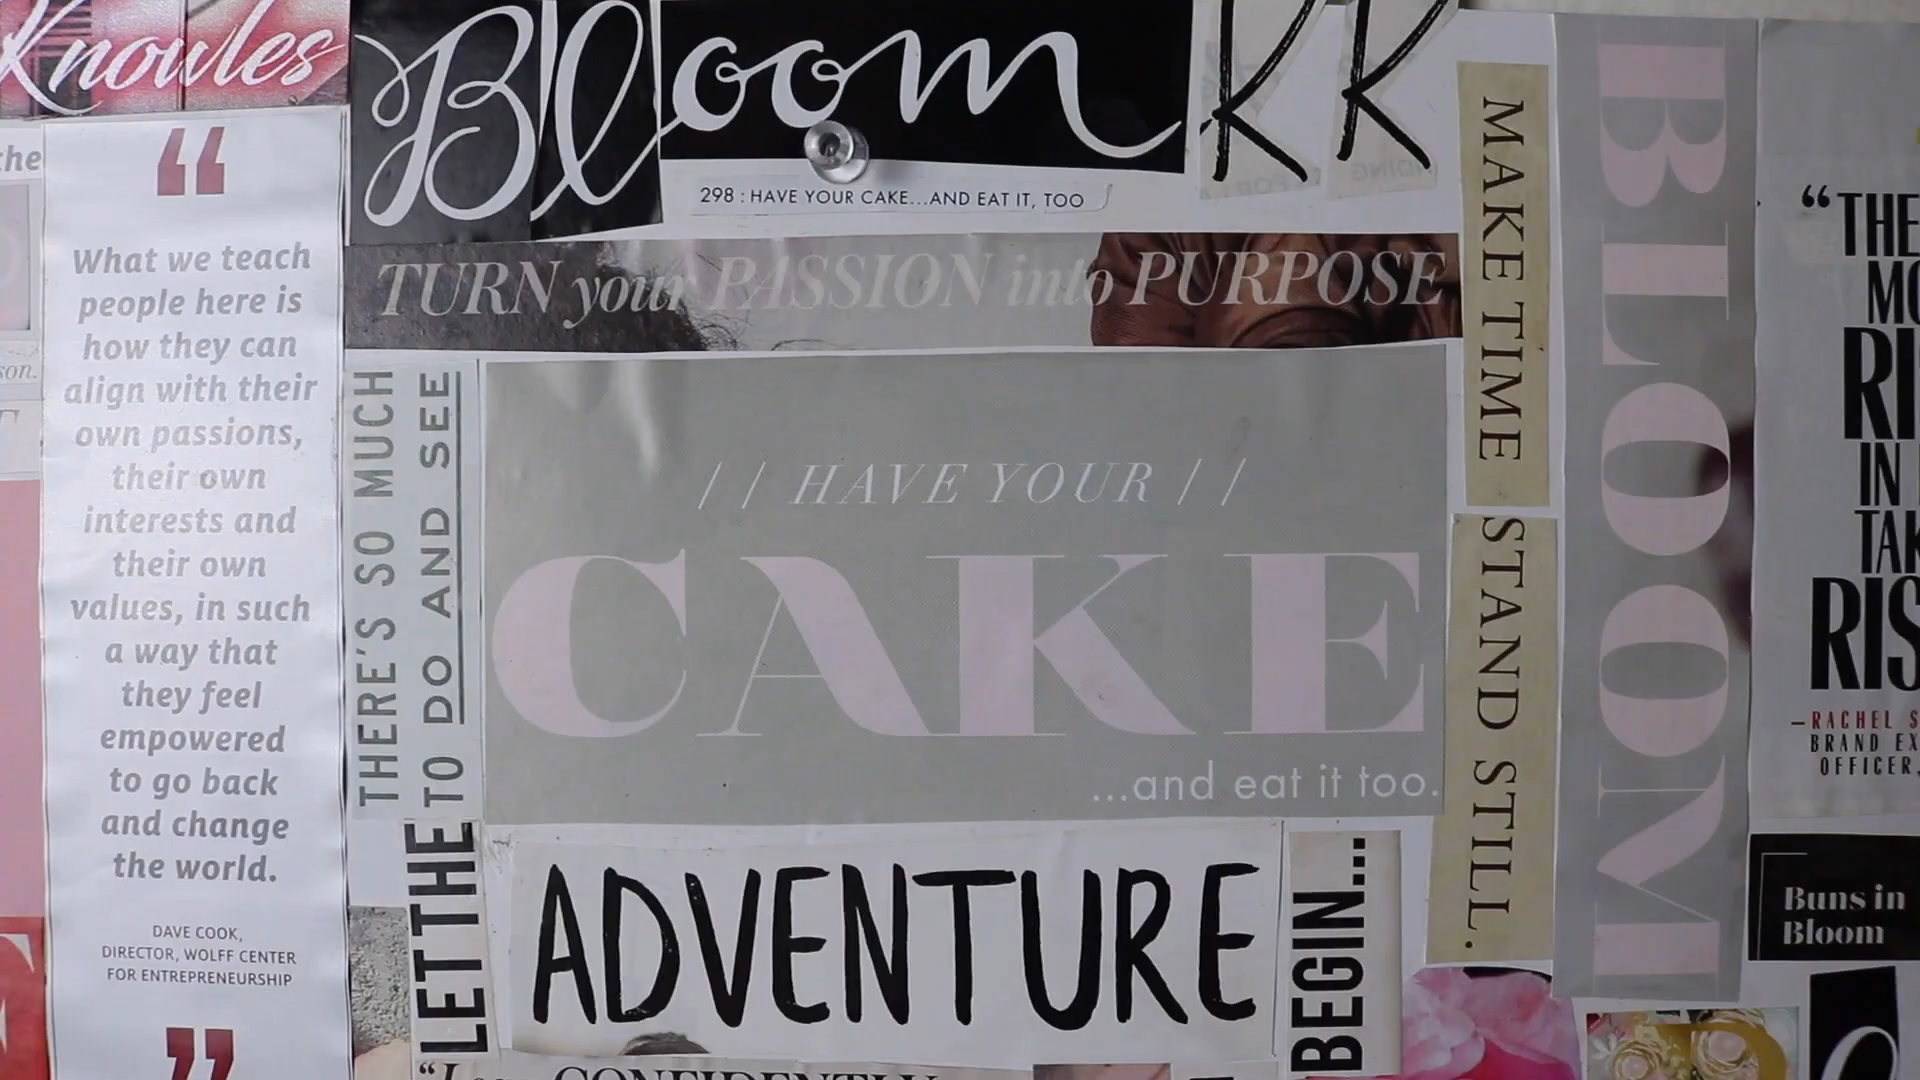 Knowles
Bloom
KK
298 : HAVE YOUR CAKE...AND EAT IT, TOO
TURN your PASSION into PURPOSE
the
son.
“
What we teach
people here is
how they can
align with their
own passions,
their own
interests and
their own
values, in such
a way that
they feel
empowered
to go back
and change
the world.
DAVE COOK,
DIRECTOR, WOLFF CENTER
FOR ENTREPRENEURSHIP
”
THERE'S SO MUCH
TO DO AND SEE
// HAVE YOUR //
CAKE
...and eat it too.
LET THE
ADVENTURE
BEGIN...
CONFIDENTLY
MAKE TIME
STAND STILL.
BLOOM
“THE
IN
—RACHEL S
BRAND EX
OFFICER,
Buns in
Bloom